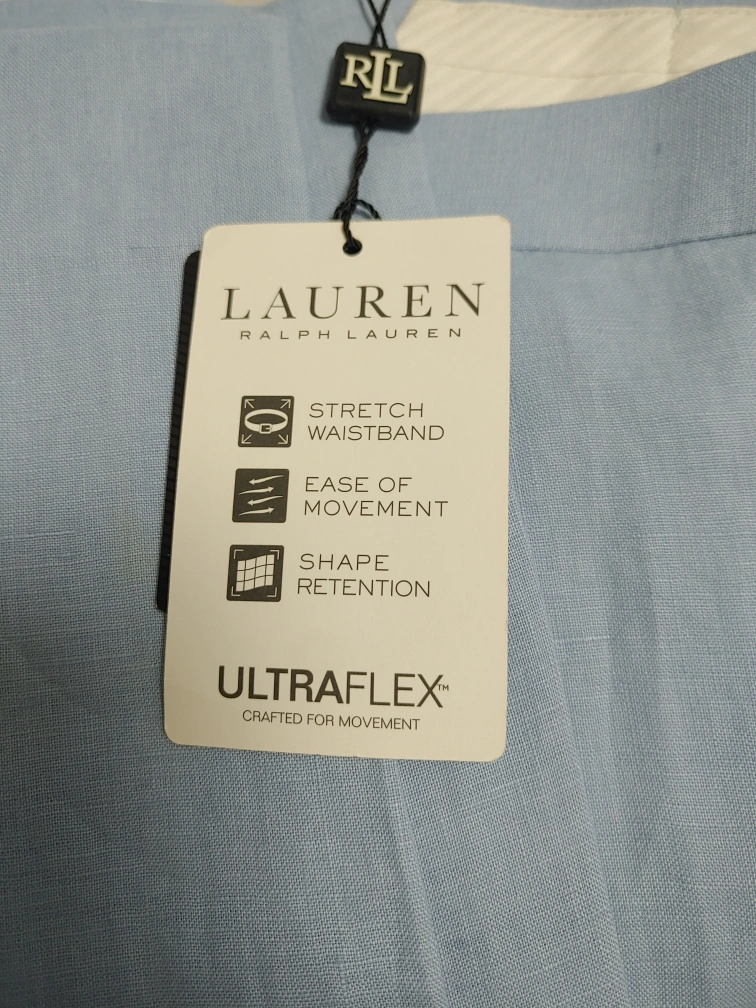 RLL
LAUREN
RALPH LAUREN
STRETCH
WAISTBAND
EASE OF
MOVEMENT
SHAPE
RETENTION
ULTRAFLEX™
CRAFTED FOR MOVEMENT